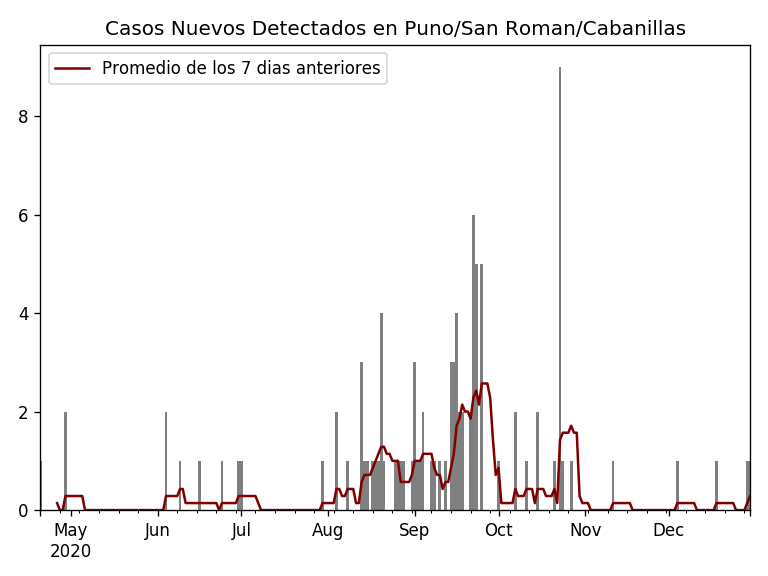 Casos Nuevos Detectados en Puno/San Roman/Cabanillas
Promedio de los 7 dias anteriores
8
6
4
2
0
May Jun Jul Aug Sep Oct Nov Dec
2020